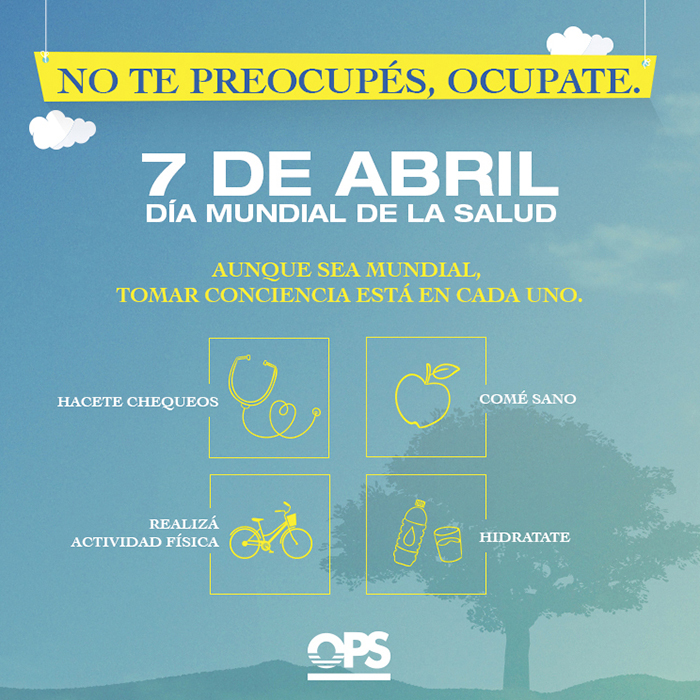 NO TE PREOCUPÉS, OCUPATE.
7 DE ABRIL
DÍA MUNDIAL DE LA SALUD
AUNQUE SEA MUNDIAL,
TOMAR CONCIENCIA ESTÁ EN CADA UNO.
HACETE CHEQUEOS
COMÉ SANO
REALIZÁ
ACTIVIDAD FÍSICA
HIDRATATE
OPS